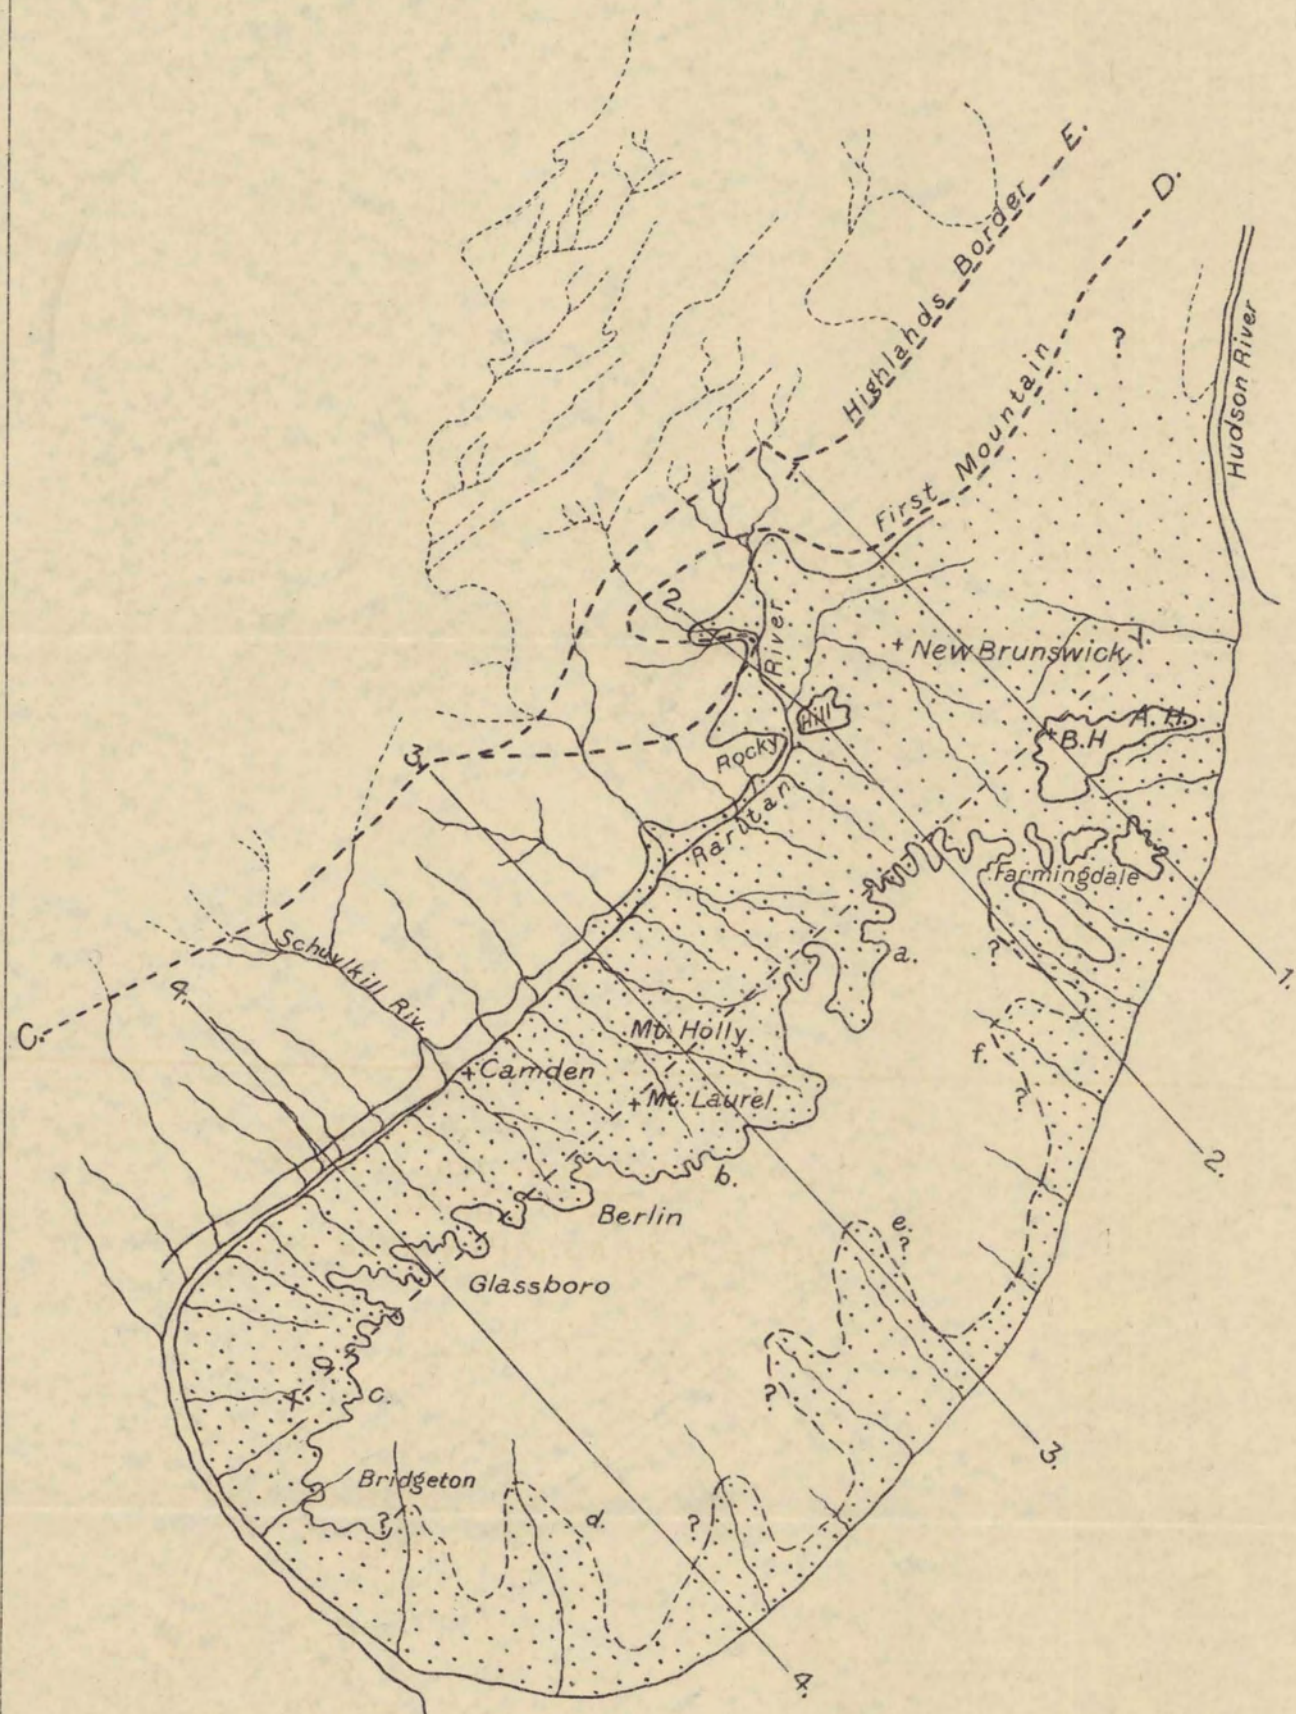 E.
D.
Highlands Border
?
Hudson River
First Mountain
1.
2.
River
+ New Brunswick
Y
Hill
A.H.
+ B.H
Rocky
3.
Raritan
Farmingdale
a.
?
Schuylkill Riv.
4.
C.
1.
Mt. Holly
+
f.
+Camden
+Mt. Laurel
?
b.
2.
Berlin
e.
?
Glassboro
c.
?
X
3.
Bridgeton
?
d.
?
4.